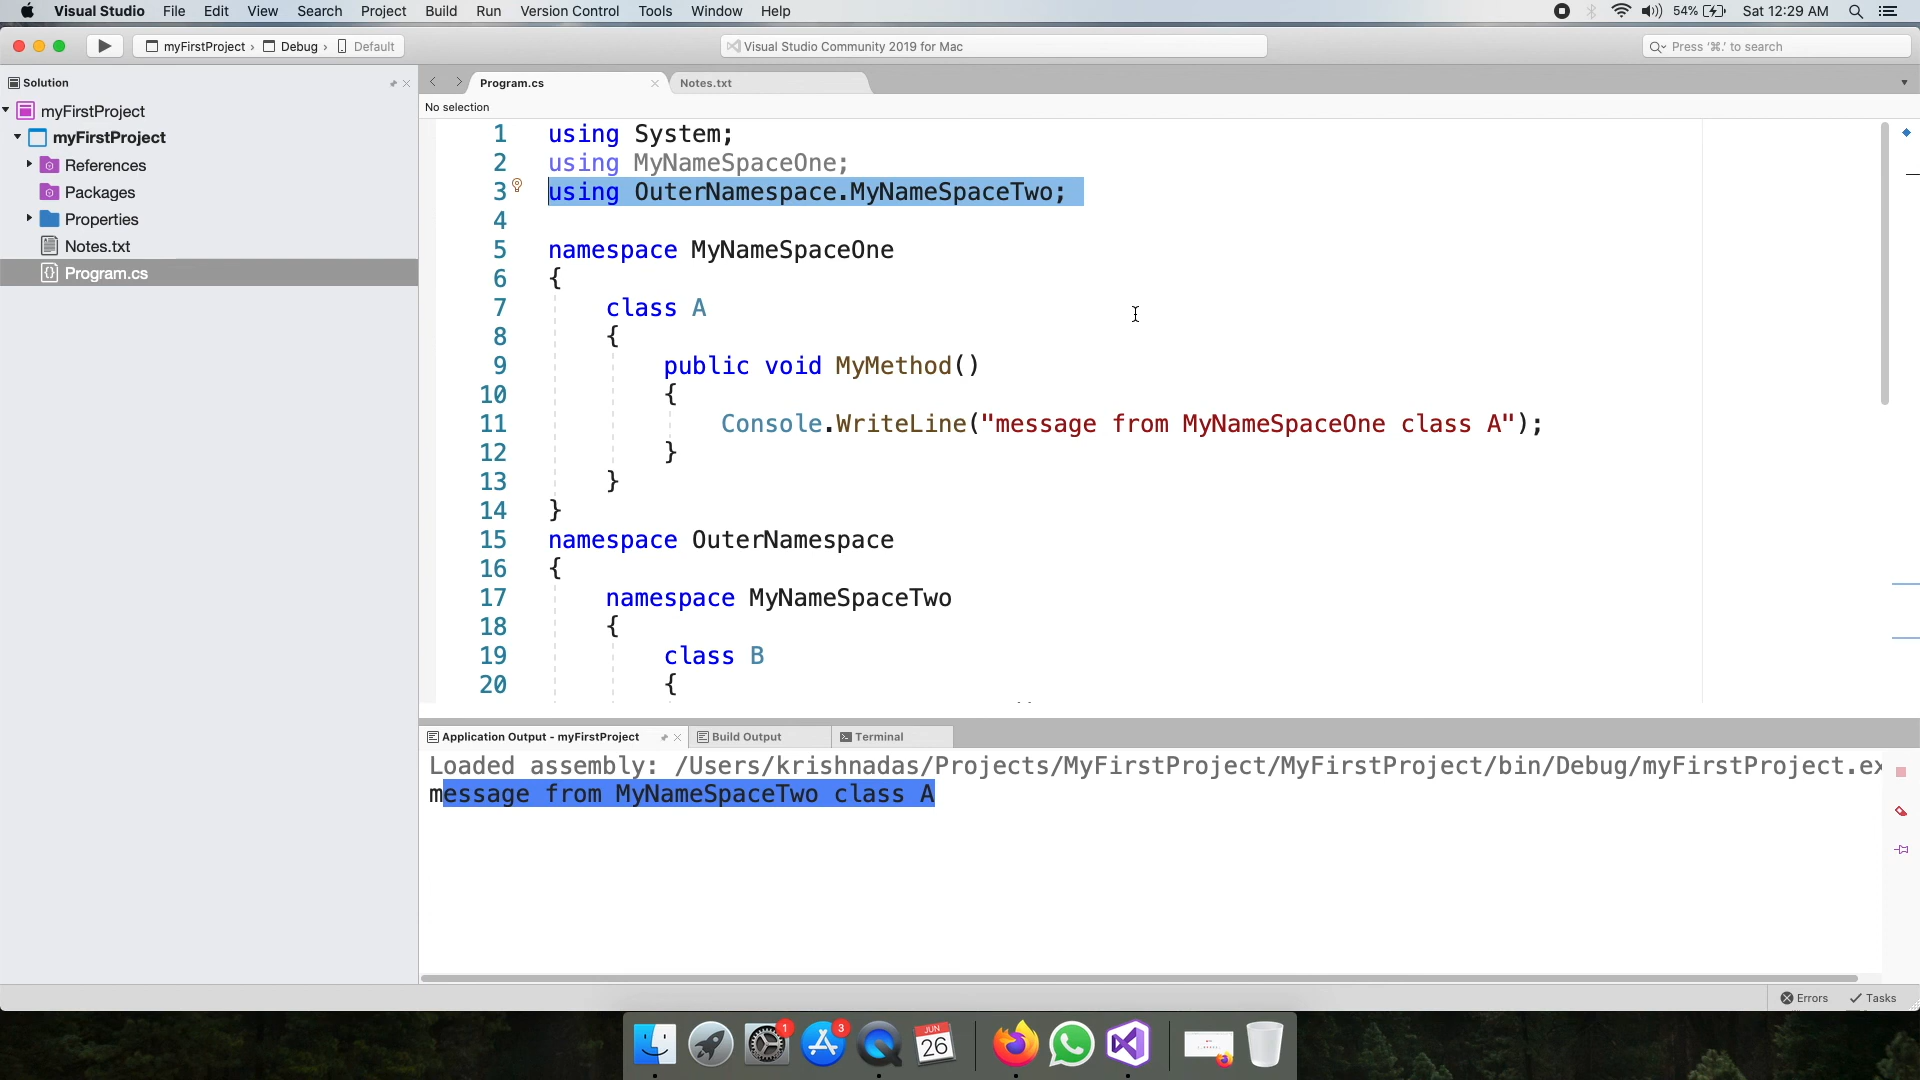 Visual Studio File Edit View Search Project Build Run Version Control Tools Window Help
54% Sat 12:29 AM
myFirstProject › Debug › Default
Visual Studio Community 2019 for Mac
Press '⌘.' to search
Solution
Program.cs
Notes.txt
No selection
myFirstProject
myFirstProject
References
Packages
Properties
Notes.txt
Program.cs
1 using System;
2 using MyNameSpaceOne;
3 using OuterNamespace.MyNameSpaceTwo;
4
5 namespace MyNameSpaceOne
6 {
7 class A
8 {
9 public void MyMethod()
10 {
11 Console.WriteLine("message from MyNameSpaceOne class A");
12 }
13 }
14 }
15 namespace OuterNamespace
16 {
17 namespace MyNameSpaceTwo
18 {
19 class B
20 {
Application Output - myFirstProject
Build Output
Terminal
Loaded assembly: /Users/krishnadas/Projects/MyFirstProject/MyFirstProject/bin/Debug/myFirstProject.ex
message from MyNameSpaceTwo class A
Errors Tasks
1
3
JUN
26